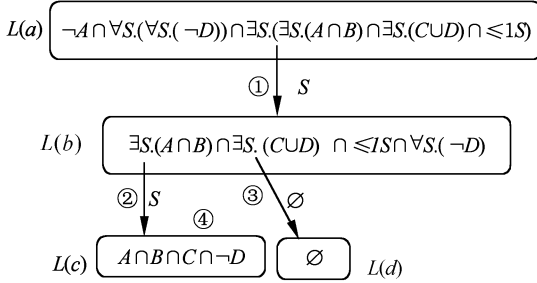 L(a) ¬A∩∀S.(∀S.(¬D))∩∃S.(∃S.(A∩B)∩∃S.(C∪D)∩⩽1S)
① S
L(b) ∃S.(A∩B)∩∃S.(C∪D) ∩⩽1S∩∀S.(¬D)
② S ④ ③ ∅
L(c) A∩B∩C∩¬D ∅ L(d)